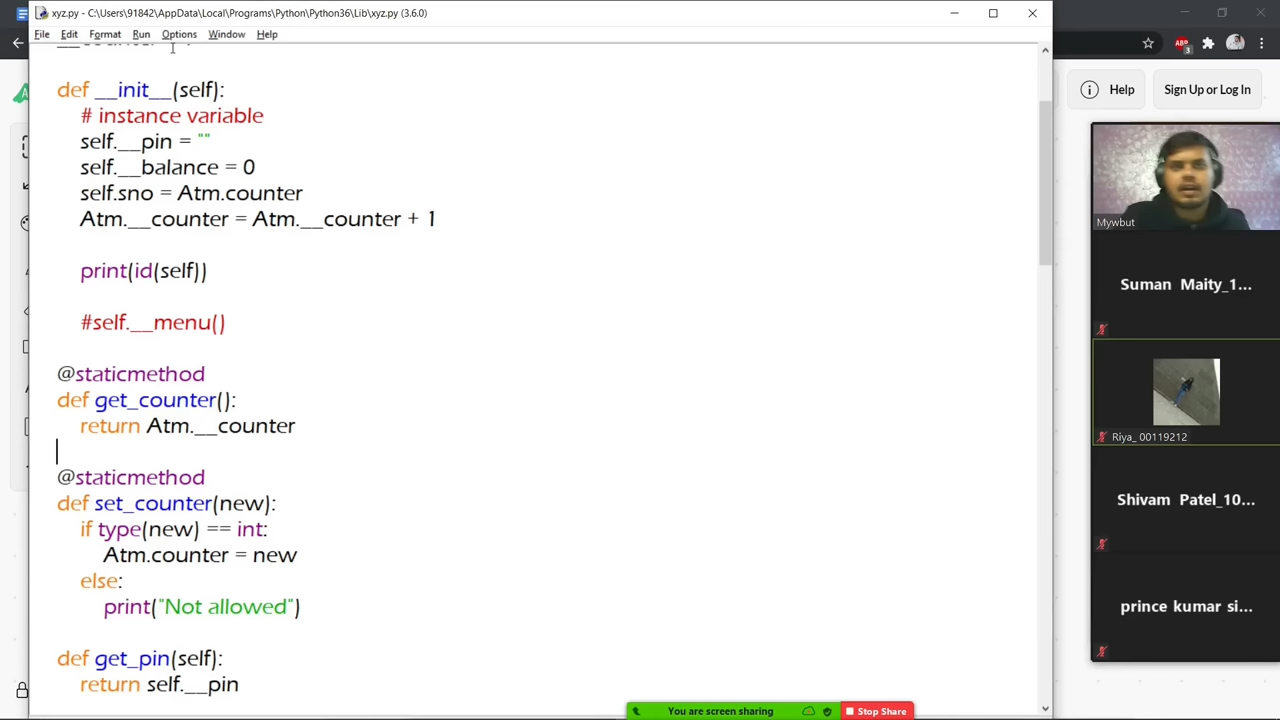 xyz.py - C:\Users\91842\AppData\Local\Programs\Python\Python36\Lib\xyz.py (3.6.0)
File Edit Format Run Options Window Help
def __init__(self):
# instance variable
self.__pin = ""
self.__balance = 0
self.sno = Atm.counter
Atm.__counter = Atm.__counter + 1
print(id(self))
#self.__menu()
@staticmethod
def get_counter():
return Atm.__counter
@staticmethod
def set_counter(new):
if type(new) == int:
Atm.counter = new
else:
print("Not allowed")
def get_pin(self):
return self.__pin
You are screen sharing
Stop Share
ABP
3
Help
Sign Up or Log In
Mywbut
Suman Maity_1...
Riya_ 00119212
Shivam Patel_10...
prince kumar si...